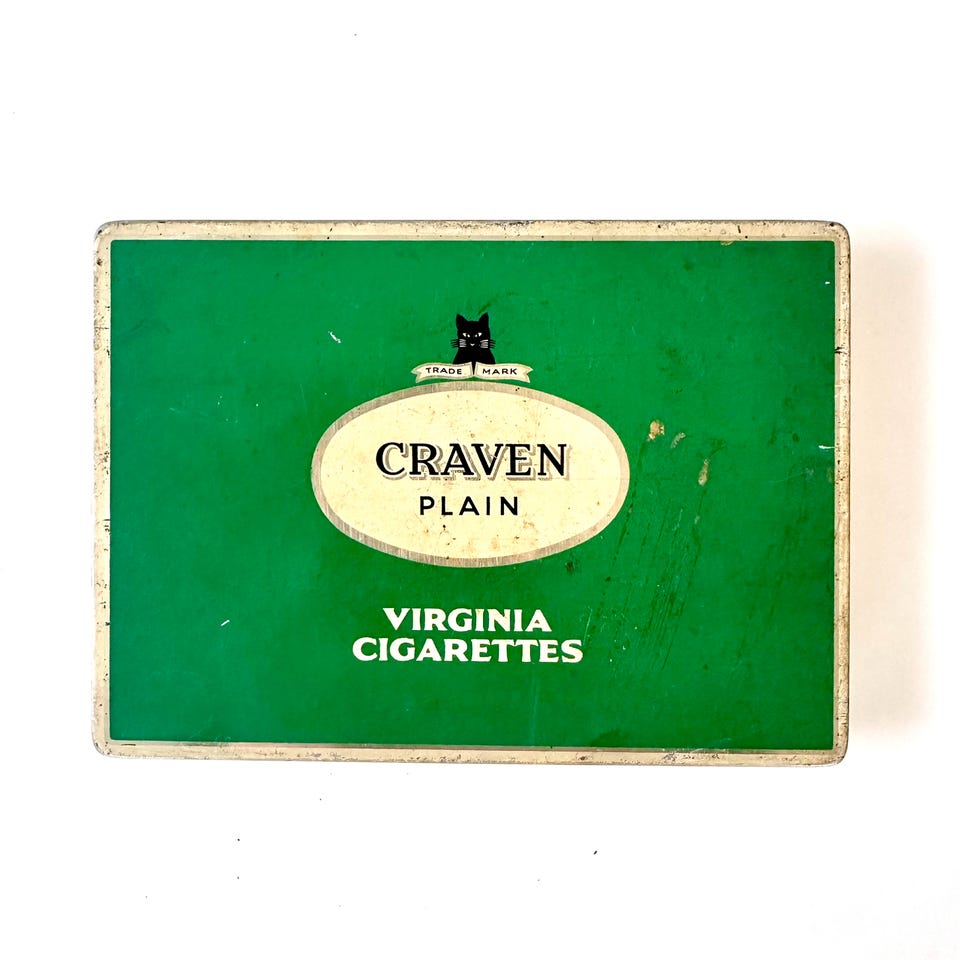 TRADE MARK
CRAVEN
PLAIN
VIRGINIA
CIGARETTES